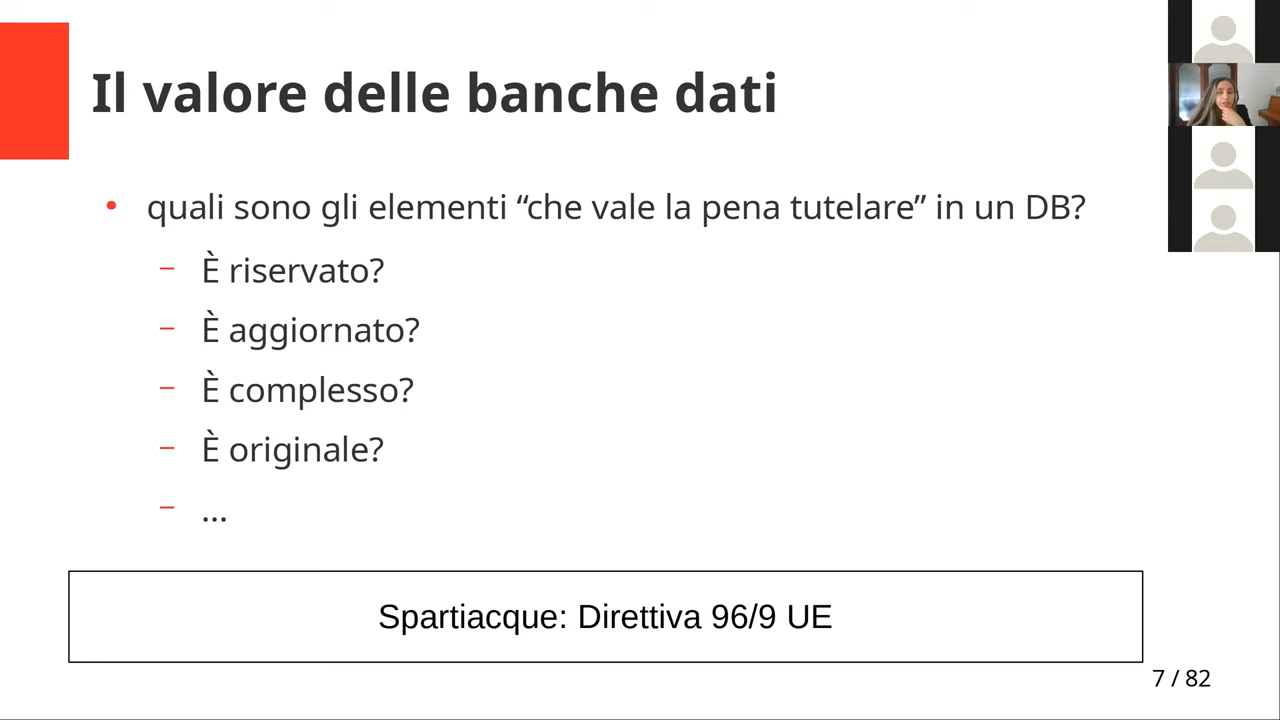 Il valore delle banche dati
• quali sono gli elementi “che vale la pena tutelare” in un DB?
– È riservato?
– È aggiornato?
– È complesso?
– È originale?
– ...
Spartiacque: Direttiva 96/9 UE
7 / 82